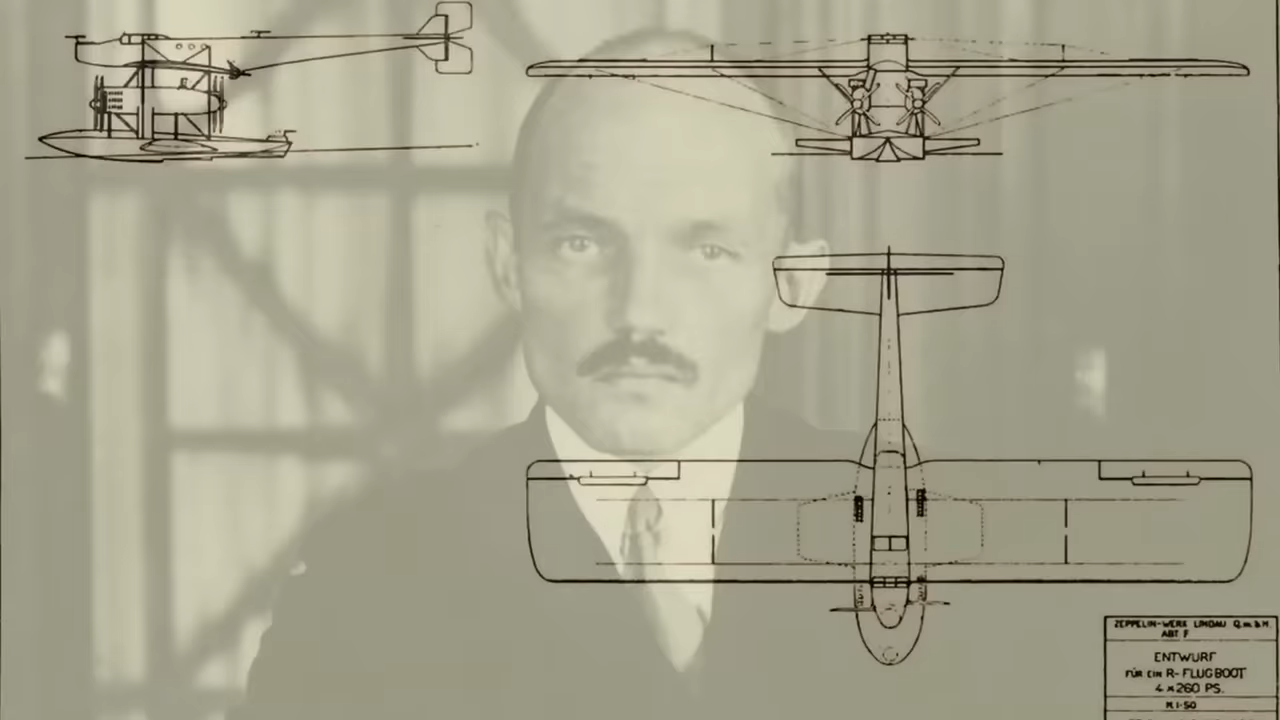 ZEPPELIN-WERK LINDAU G.m.b.H.
ABT F
ENTWURF
FÜR EIN R-FLUGBOOT
4 x 260 PS.
M 1:50